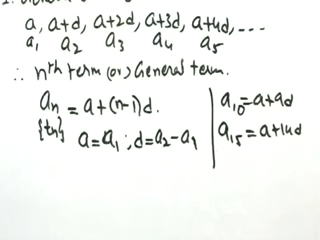 a, a+d, a+2d, a+3d, a+4d, ...
a₁ a₂ a₃ a₄ a₅
∴ nth term (or) General term.
aₙ = a+(n-1)d.
{tn}
a=a₁ ; d=a₂-a₁
a₁₀=a+9d
a₁₅=a+14d